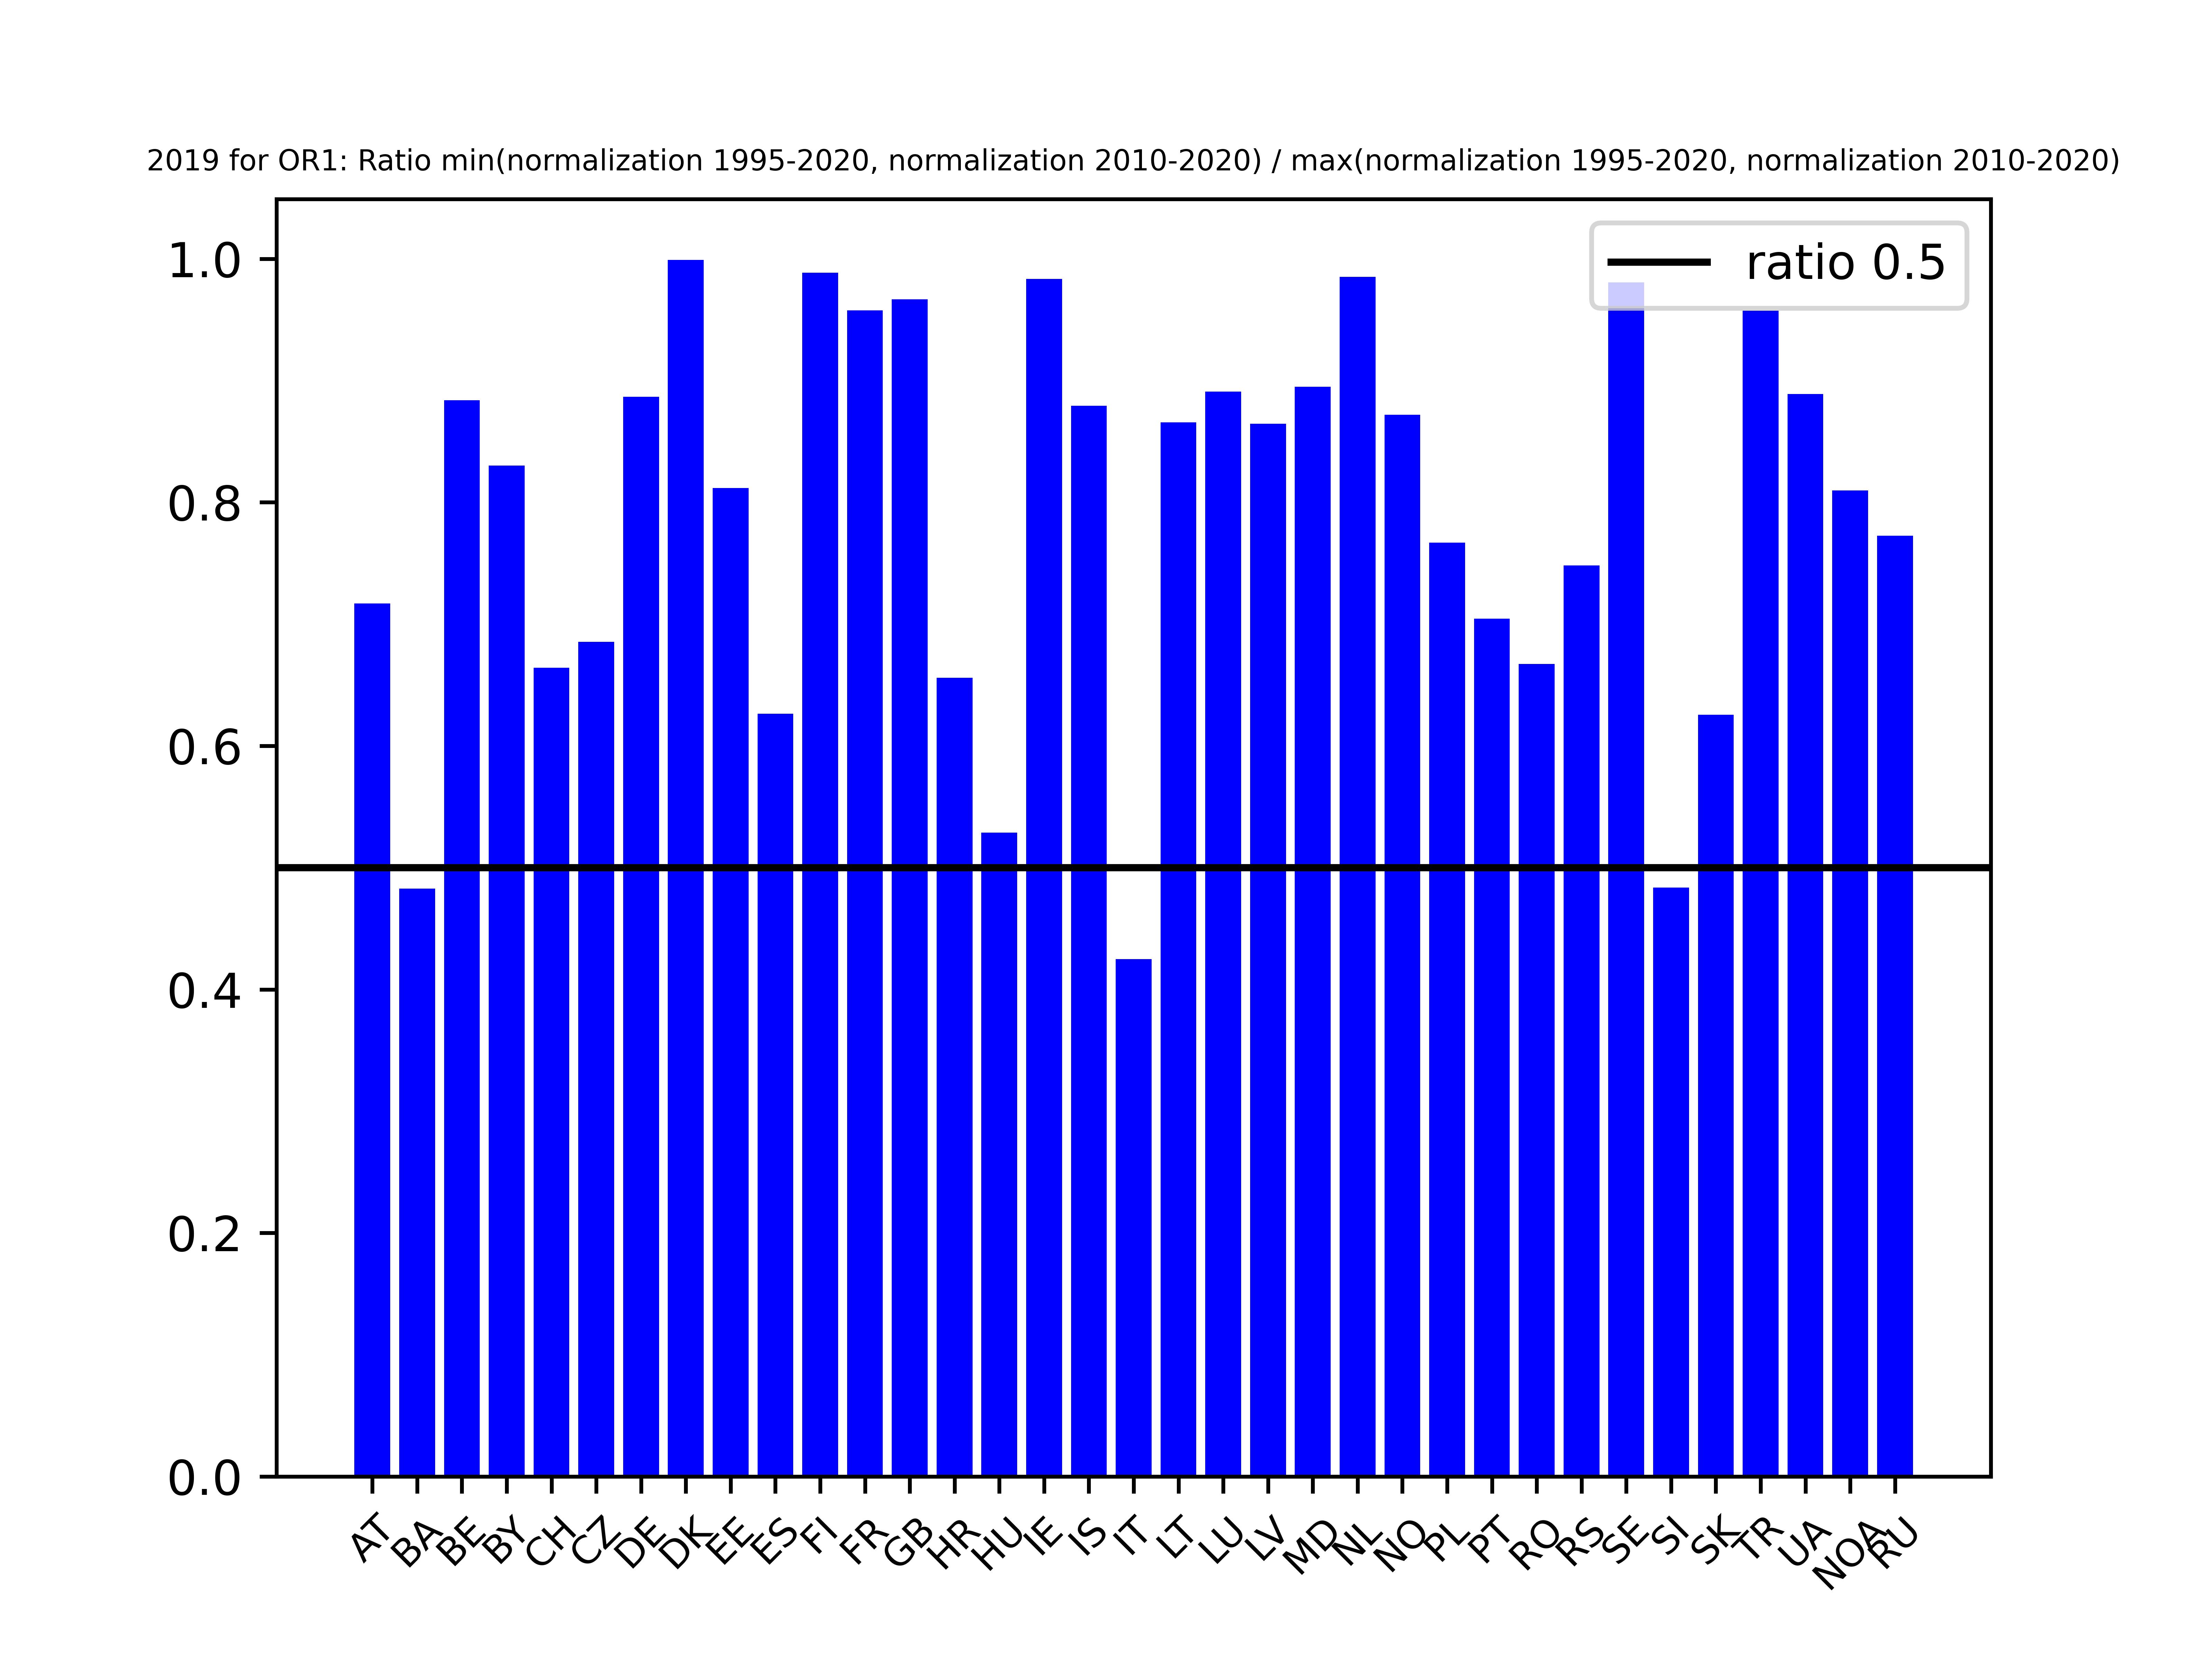 2019 for OR1: Ratio min(normalization 1995-2020, normalization 2010-2020) / max(normalization 1995-2020, normalization 2010-2020)
ratio 0.5
1.0
0.8
0.6
0.4
0.2
0.0
AT BA BE BY CH CZ DE DK EE ES FI FR GB HR HU IE IS IT LT LU LV MD NL NO PL PT RO RS SE SI SK TR UA NOA RU